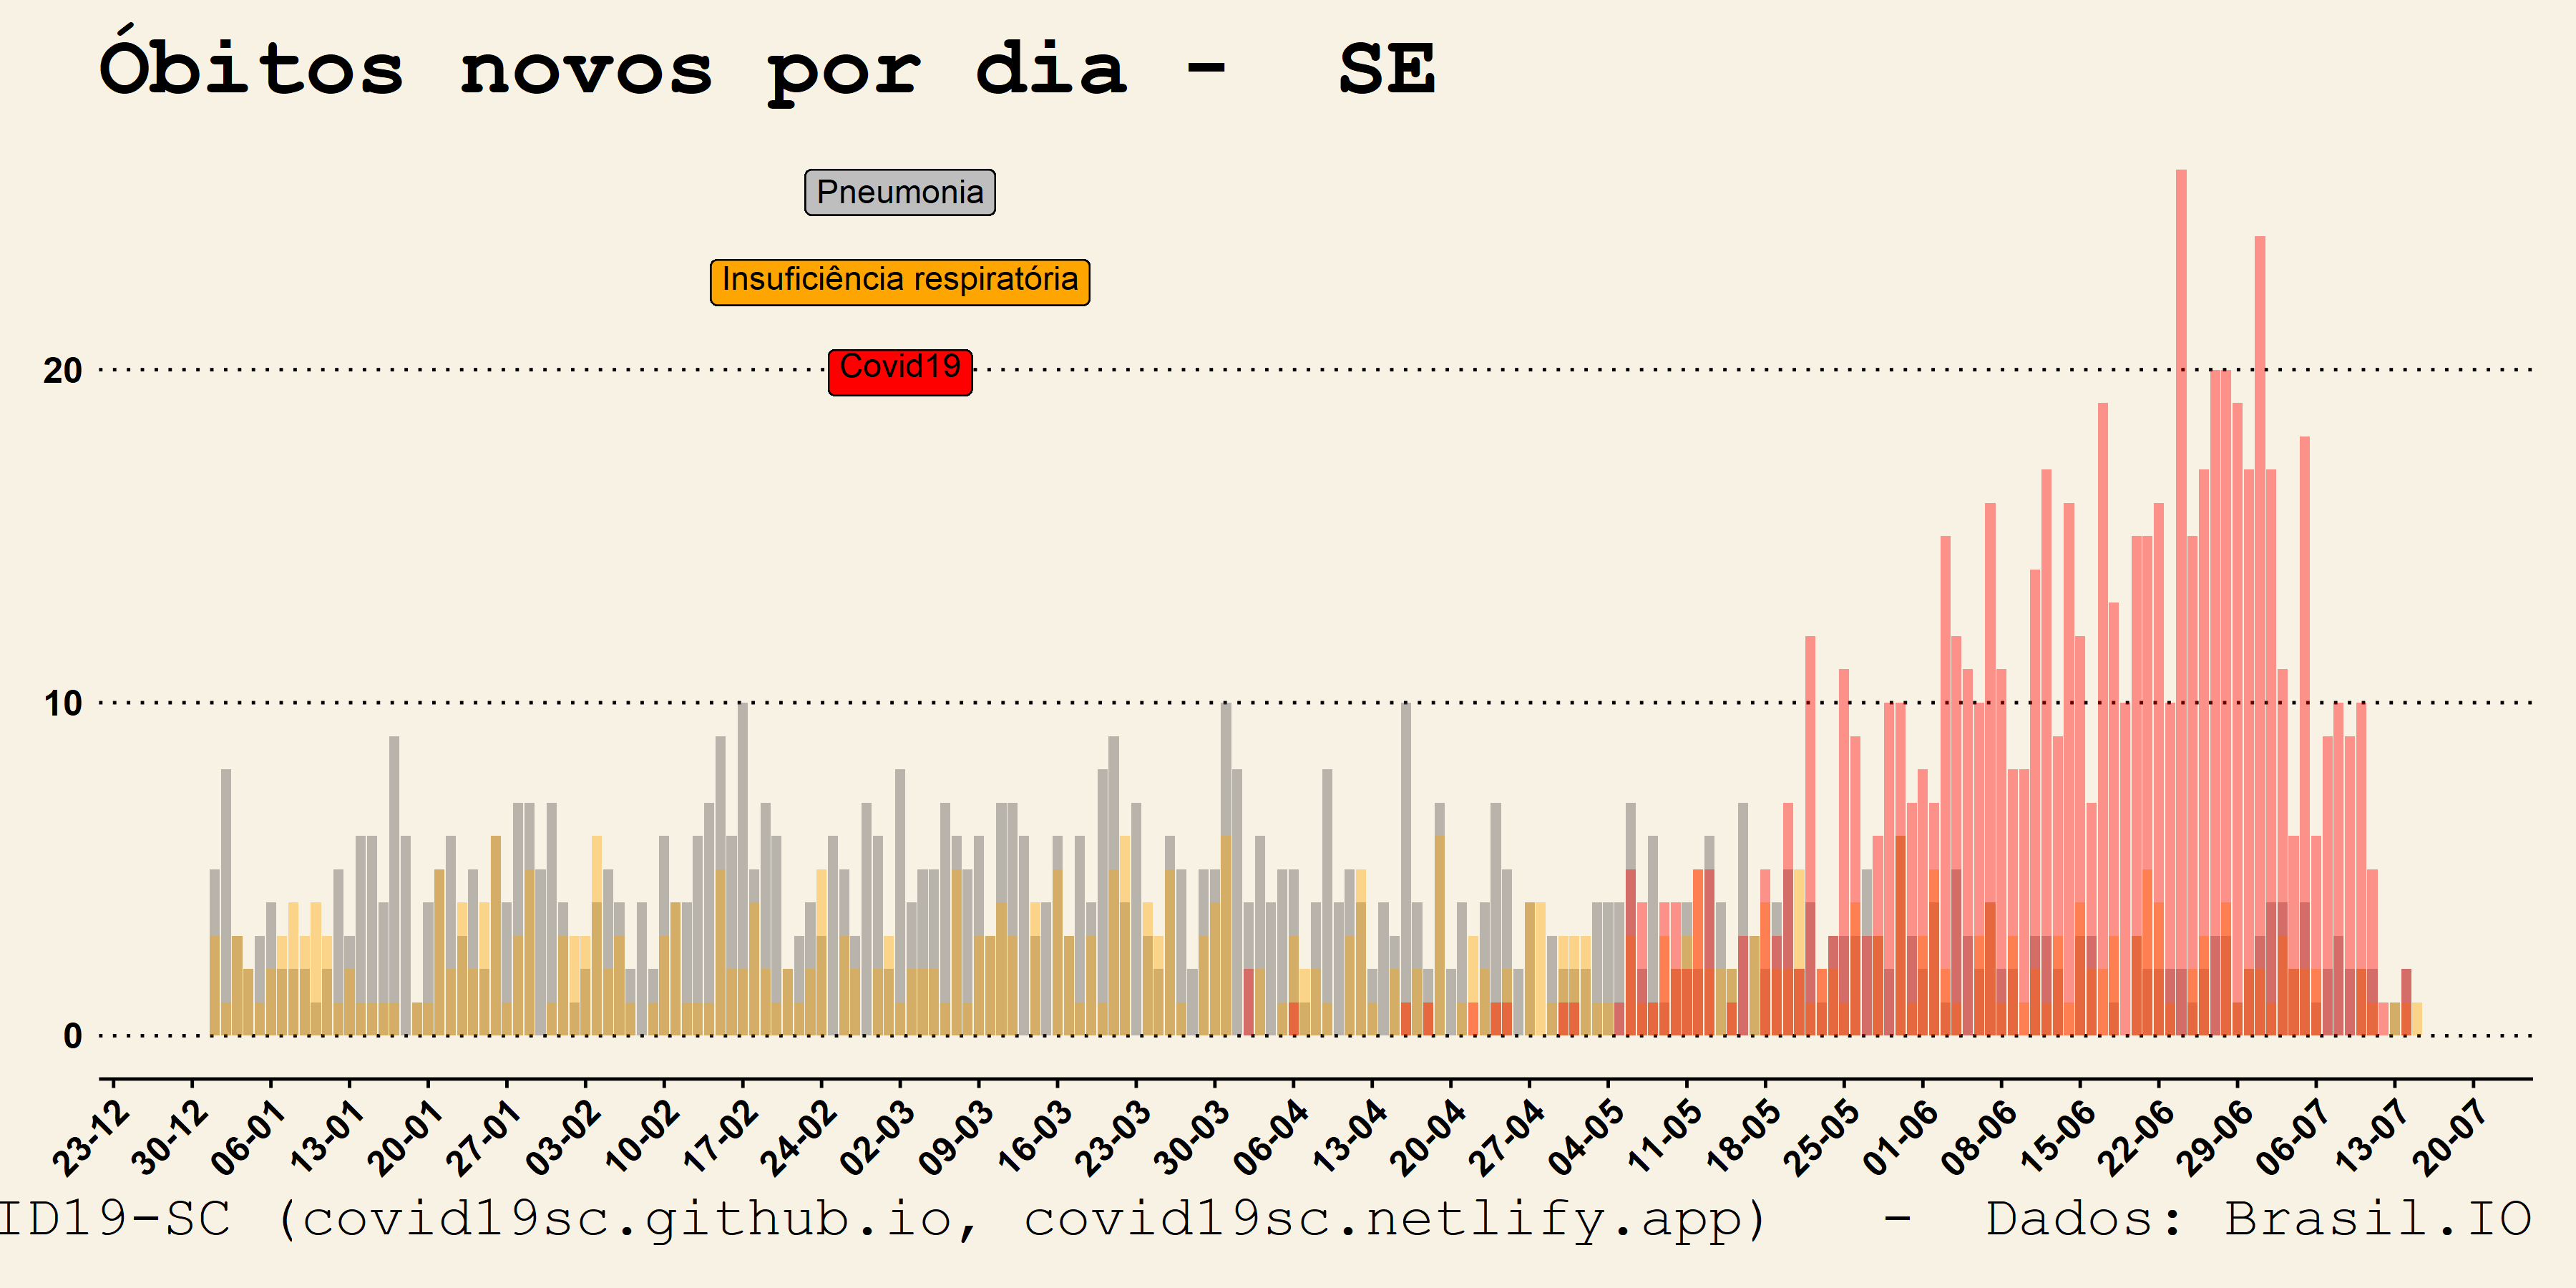 Óbitos novos por dia - SE
Pneumonia
Insuficiência respiratória
Covid19
20
10
0
23-12 30-12 06-01 13-01 20-01 27-01 03-02 10-02 17-02 24-02 02-03 09-03 16-03 23-03 30-03 06-04 13-04 20-04 27-04 04-05 11-05 18-05 25-05 01-06 08-06 15-06 22-06 29-06 06-07 13-07 20-07
ID19-SC (covid19sc.github.io, covid19sc.netlify.app) - Dados: Brasil.IO